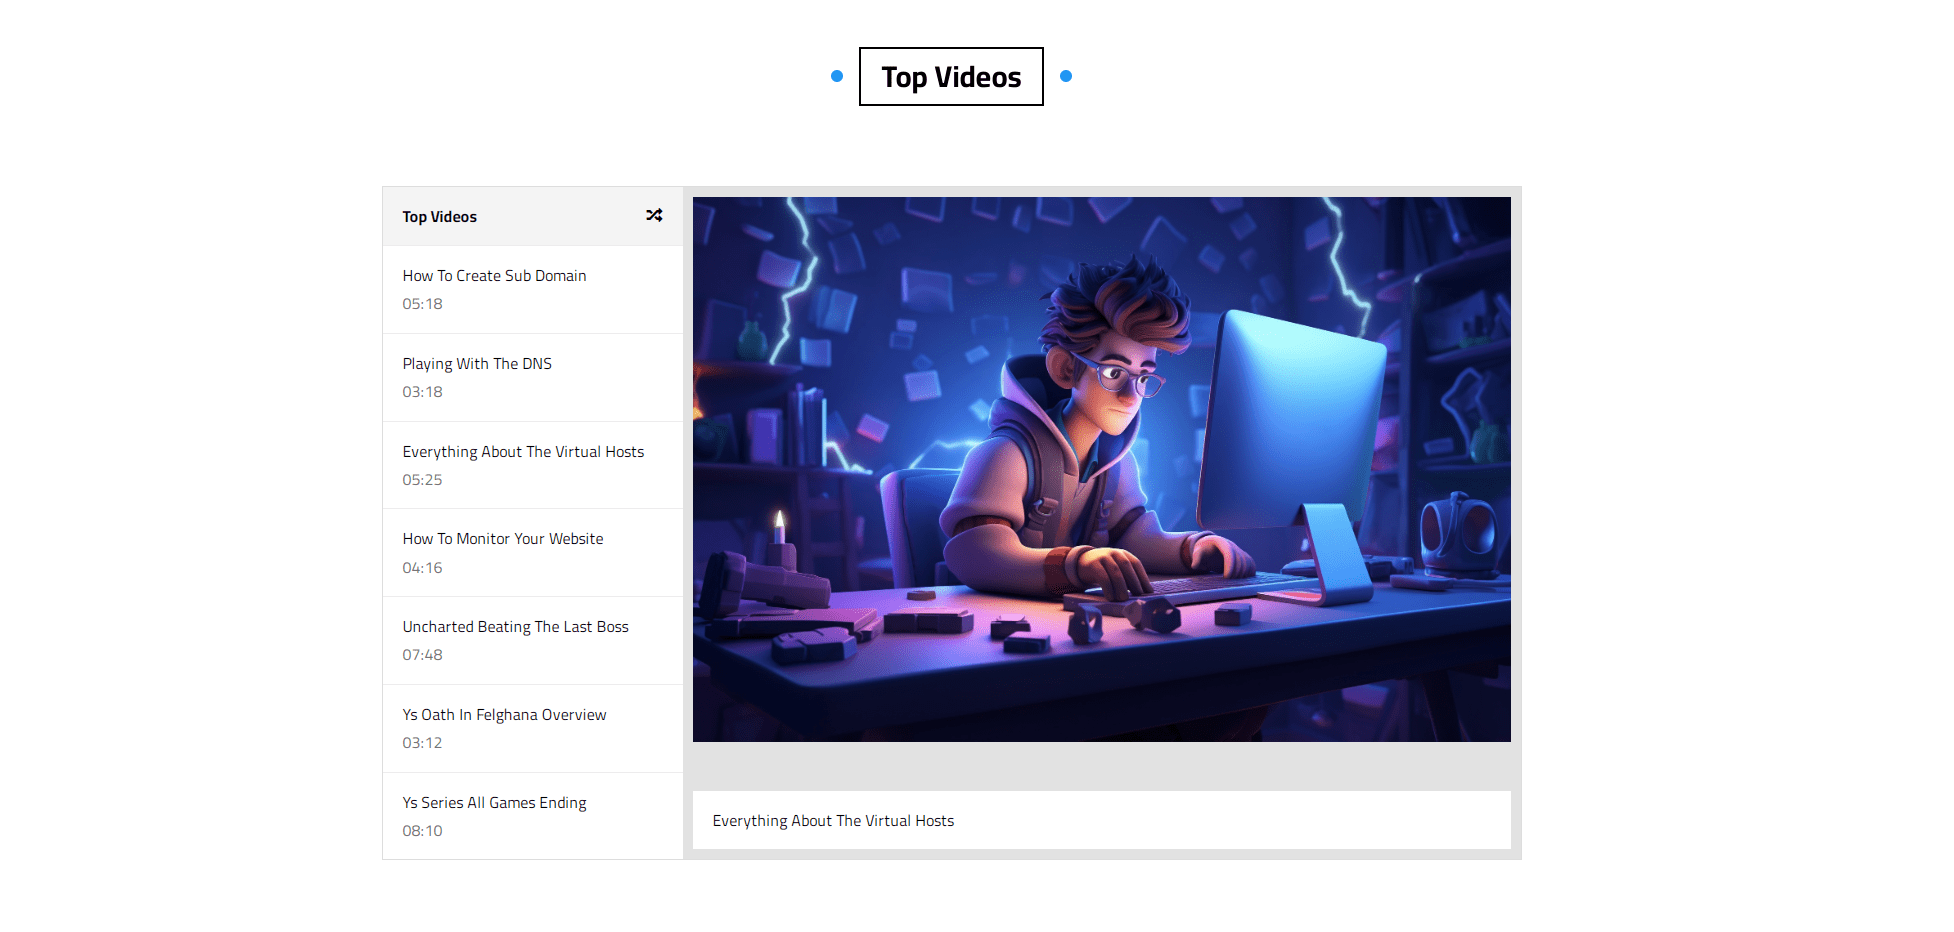 Top Videos
Top Videos
How To Create Sub Domain
05:18
Playing With The DNS
03:18
Everything About The Virtual Hosts
05:25
How To Monitor Your Website
04:16
Uncharted Beating The Last Boss
07:48
Ys Oath In Felghana Overview
03:12
Ys Series All Games Ending
08:10
Everything About The Virtual Hosts